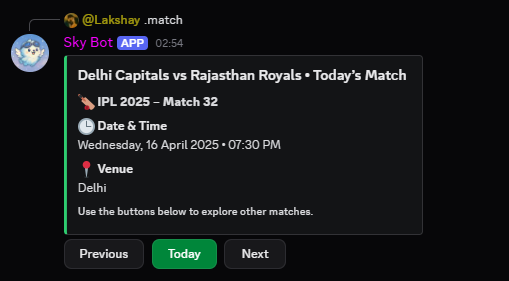 @Lakshay .match
Sky Bot APP 02:54
Delhi Capitals vs Rajasthan Royals • Today's Match
IPL 2025 – Match 32
Date & Time
Wednesday, 16 April 2025 • 07:30 PM
Venue
Delhi
Use the buttons below to explore other matches.
Previous Today Next